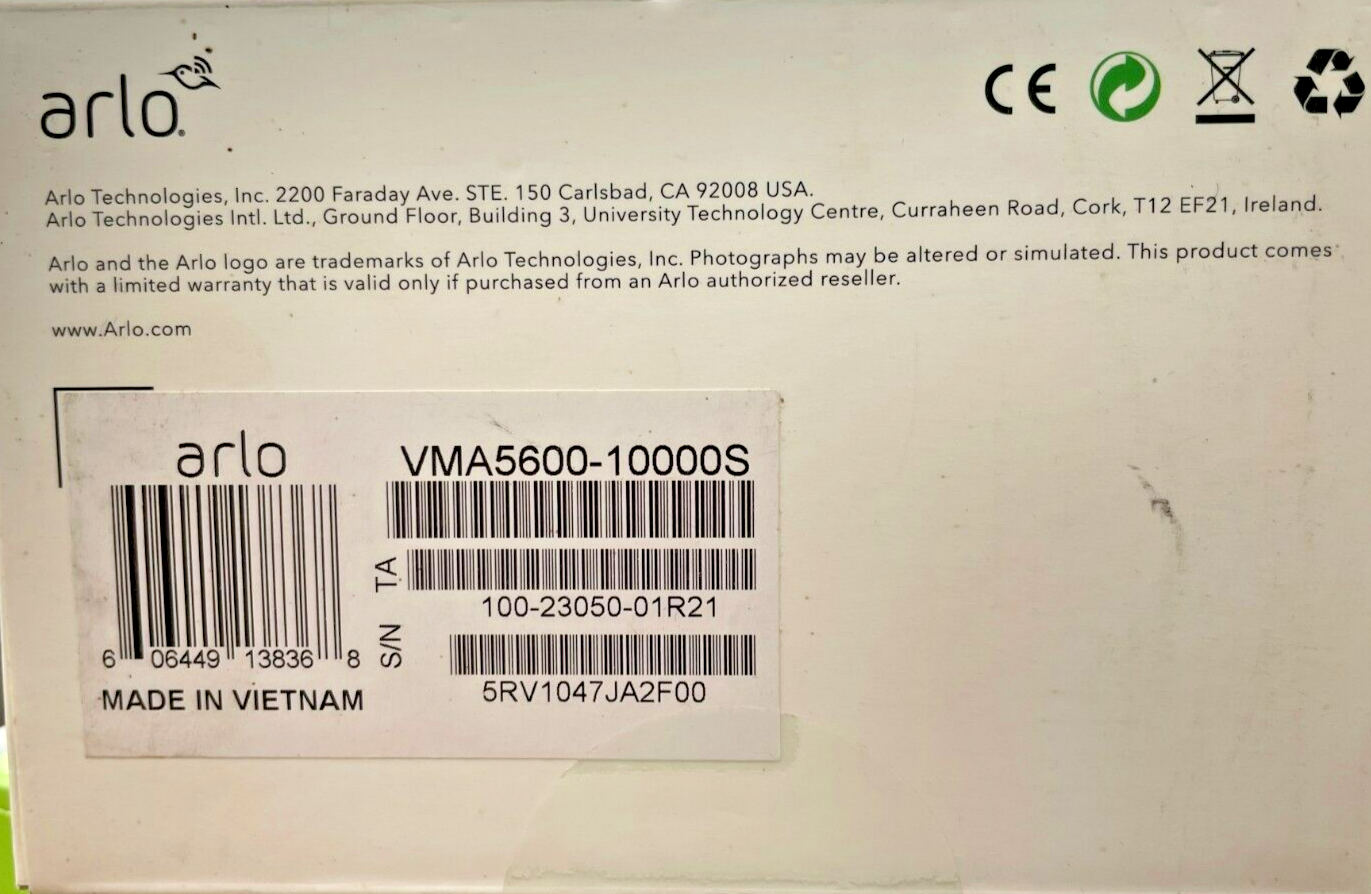 arlo
CE
Arlo Technologies, Inc. 2200 Faraday Ave. STE. 150 Carlsbad, CA 92008 USA.
Arlo Technologies Intl. Ltd., Ground Floor, Building 3, University Technology Centre, Curraheen Road, Cork, T12 EF21, Ireland.
Arlo and the Arlo logo are trademarks of Arlo Technologies, Inc. Photographs may be altered or simulated. This product comes
with a limited warranty that is valid only if purchased from an Arlo authorized reseller.
www.Arlo.com
arlo
6 06449 13836 8
MADE IN VIETNAM
VMA5600-10000S
TA
100-23050-01R21
S/N
5RV1047JA2F00